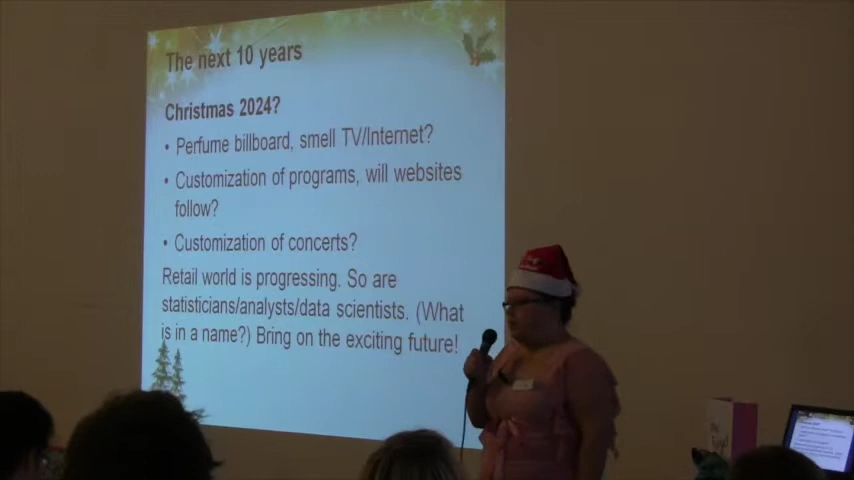 The next 10 years
Christmas 2024?
• Perfume billboard, smell TV/Internet?
• Customization of programs, will websites
follow?
• Customization of concerts?
Retail world is progressing. So are
statisticians/analysts/data scientists. (What
is in a name?) Bring on the exciting future!